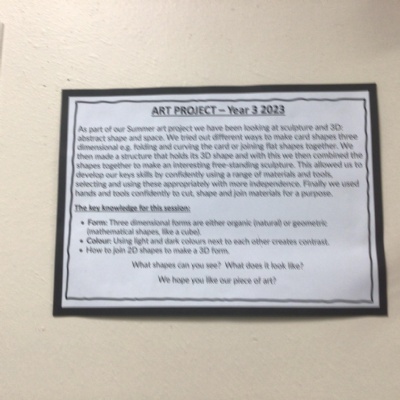 ART PROJECT – Year 3 2023
As part of our Summer art project we have been looking at sculpture and 3D:
abstract shape and space. We tried out different ways to make card shapes three
dimensional e.g. folding and curving the card or joining flat shapes together. We
then made a structure that holds its 3D shape and with this we then combined the
shapes together to make an interesting free-standing sculpture. This allowed us to
develop our keys skills by confidently using a range of materials and tools,
selecting and using these appropriately with more independence. Finally we used
hands and tools confidently to cut, shape and join materials for a purpose.
The key knowledge for this session:
• Form: Three dimensional forms are either organic (natural) or geometric
(mathematical shapes, like a cube).
• Colour: Using light and dark colours next to each other creates contrast.
• How to join 2D shapes to make a 3D form.
What shapes can you see? What does it look like?
We hope you like our piece of art?